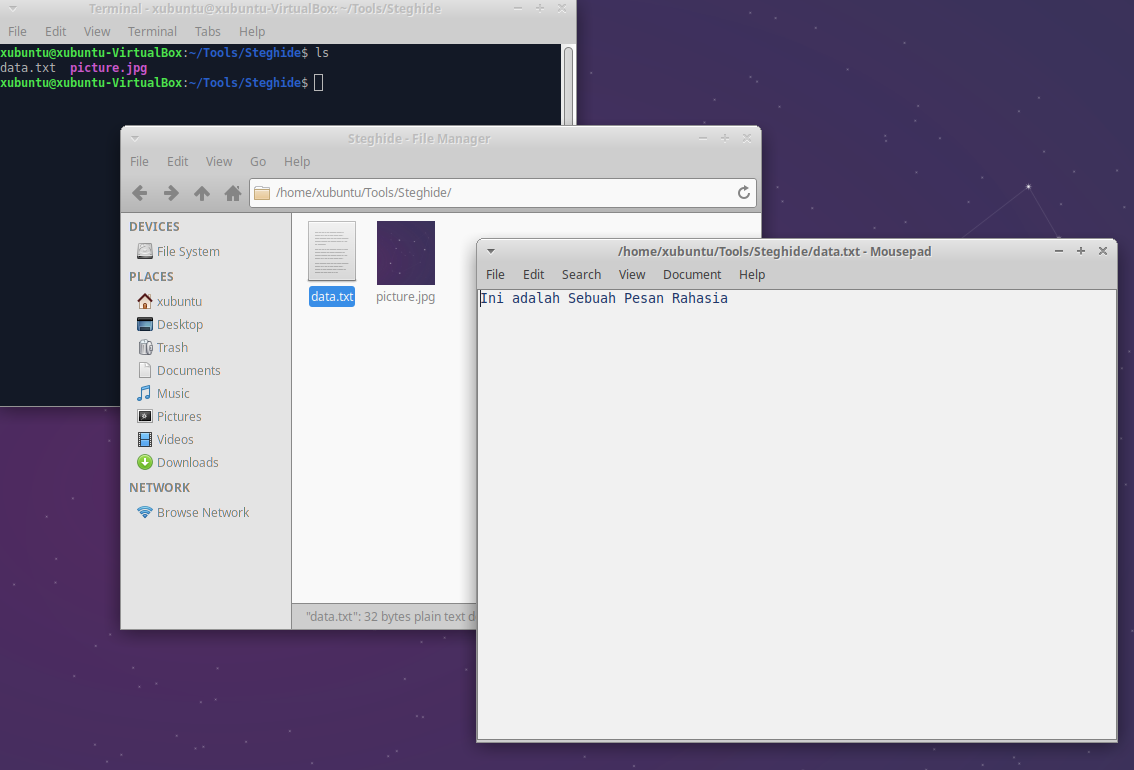 Terminal - xubuntu@xubuntu-VirtualBox: ~/Tools/Steghide
File Edit View Terminal Tabs Help
xubuntu@xubuntu-VirtualBox:~/Tools/Steghide$ ls
data.txt picture.jpg
xubuntu@xubuntu-VirtualBox:~/Tools/Steghide$
Steghide - File Manager
File Edit View Go Help
/home/xubuntu/Tools/Steghide/
DEVICES
File System
PLACES
xubuntu
Desktop
Trash
Documents
Music
Pictures
Videos
Downloads
NETWORK
Browse Network
data.txt picture.jpg
"data.txt": 32 bytes plain text d
/home/xubuntu/Tools/Steghide/data.txt - Mousepad
File Edit Search View Document Help
Ini adalah Sebuah Pesan Rahasia